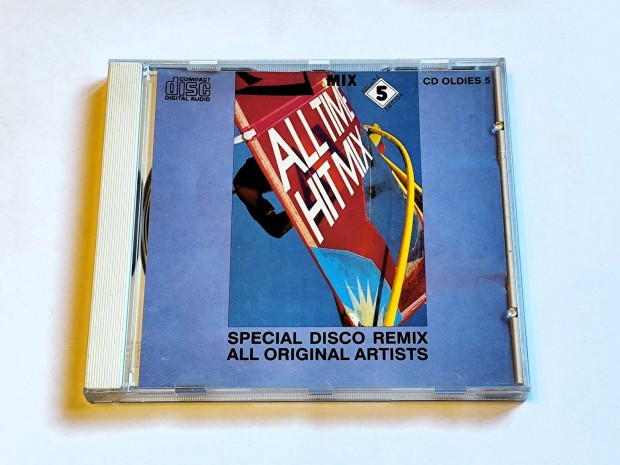 COMPACT
disc
DIGITAL AUDIO
MIX
5
CD OLDIES 5
ALL TIME
HIT MIX
SPECIAL DISCO REMIX
ALL ORIGINAL ARTISTS